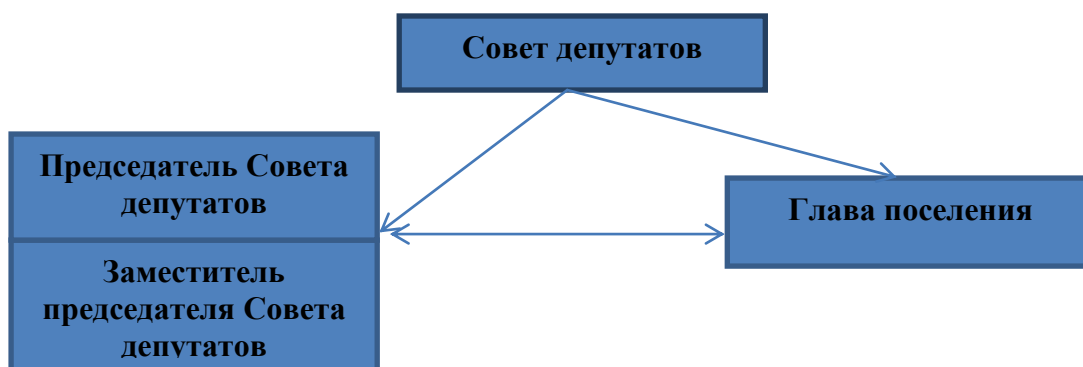 Совет депутатов
Председатель Совета
депутатов
Глава поселения
Заместитель
председателя Совета
депутатов